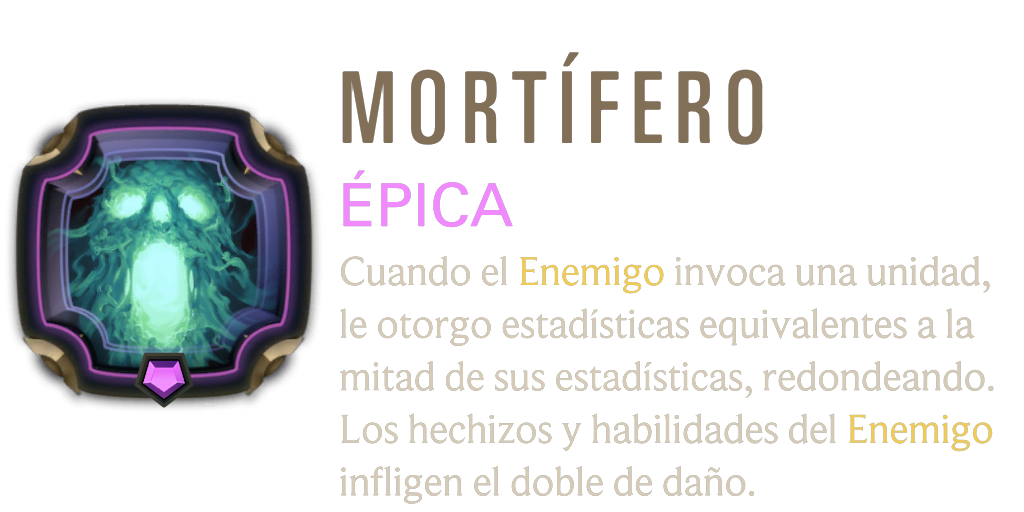 MORTÍFERO
ÉPICA
Cuando el Enemigo invoca una unidad,
le otorgo estadísticas equivalentes a la
mitad de sus estadísticas, redondeando.
Los hechizos y habilidades del Enemigo
infligen el doble de daño.